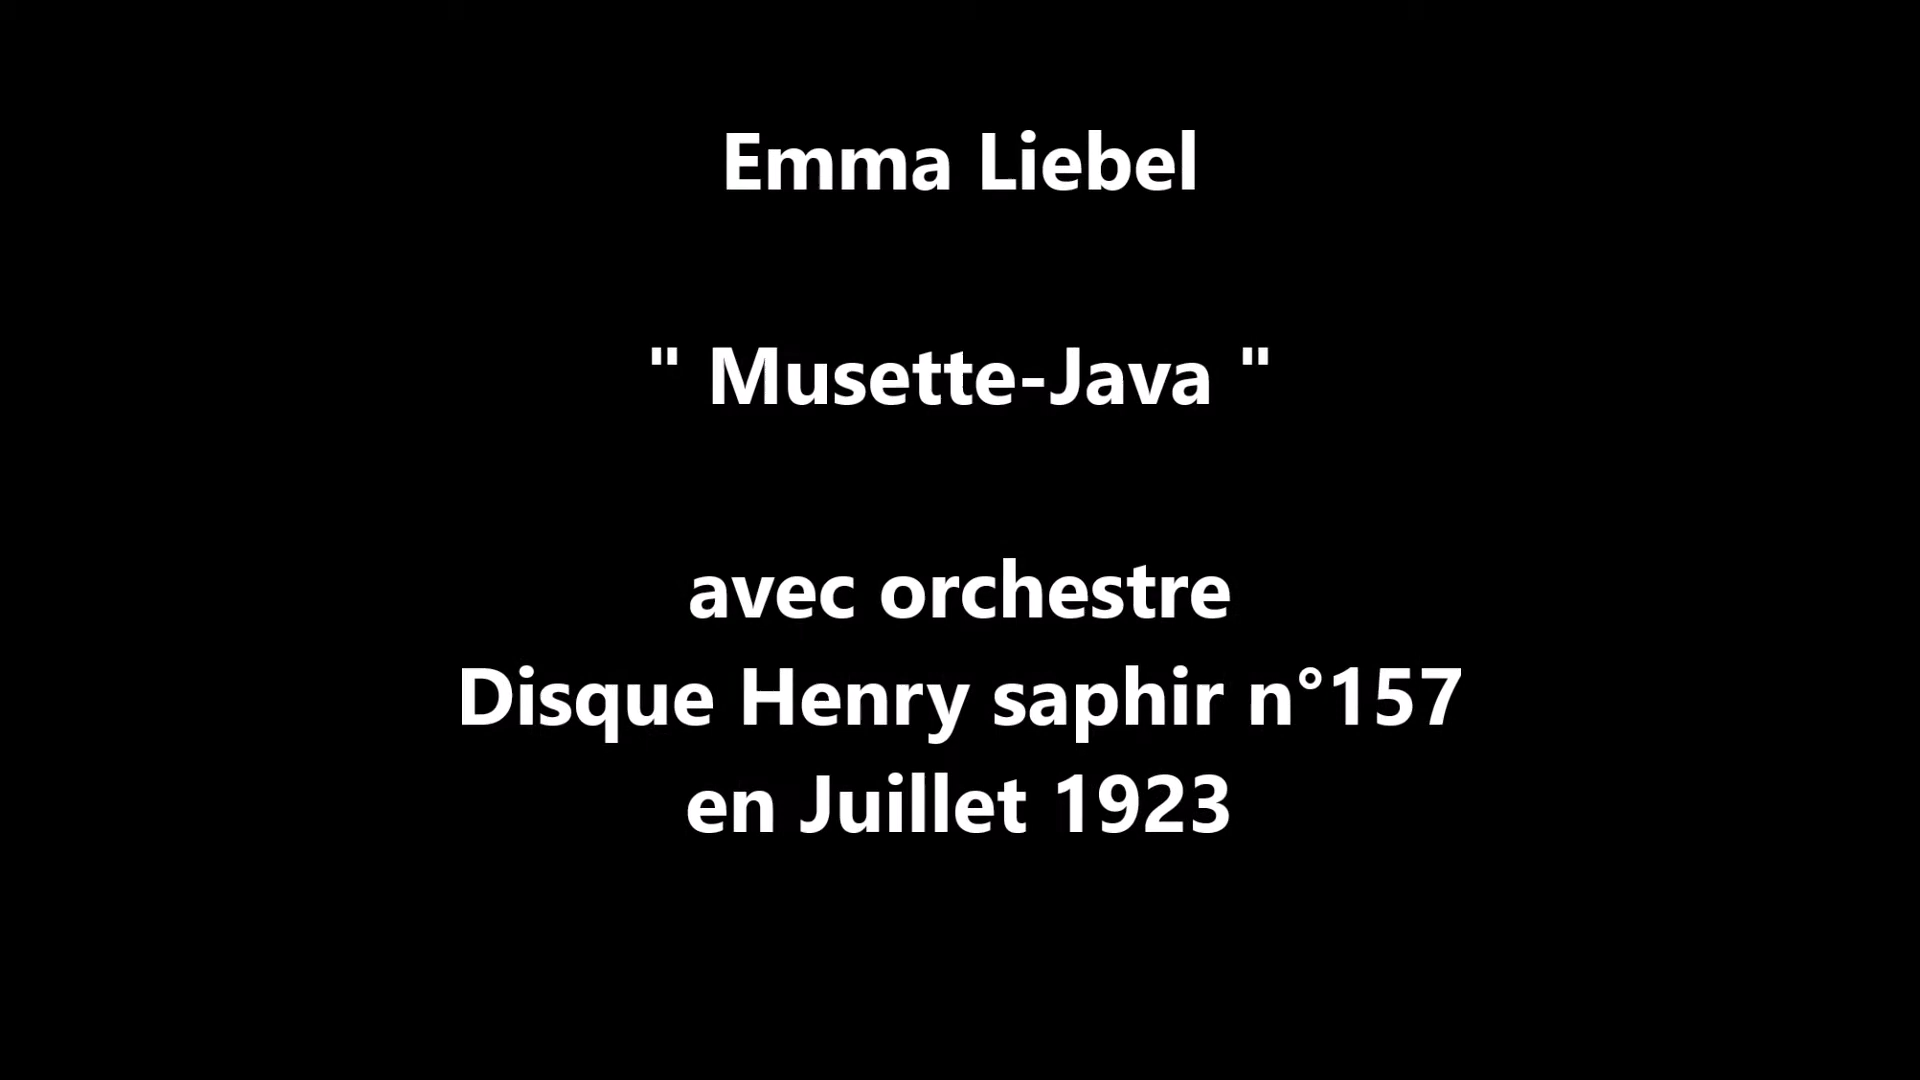 Emma Liebel
" Musette-Java "
avec orchestre
Disque Henry saphir n°157
en Juillet 1923